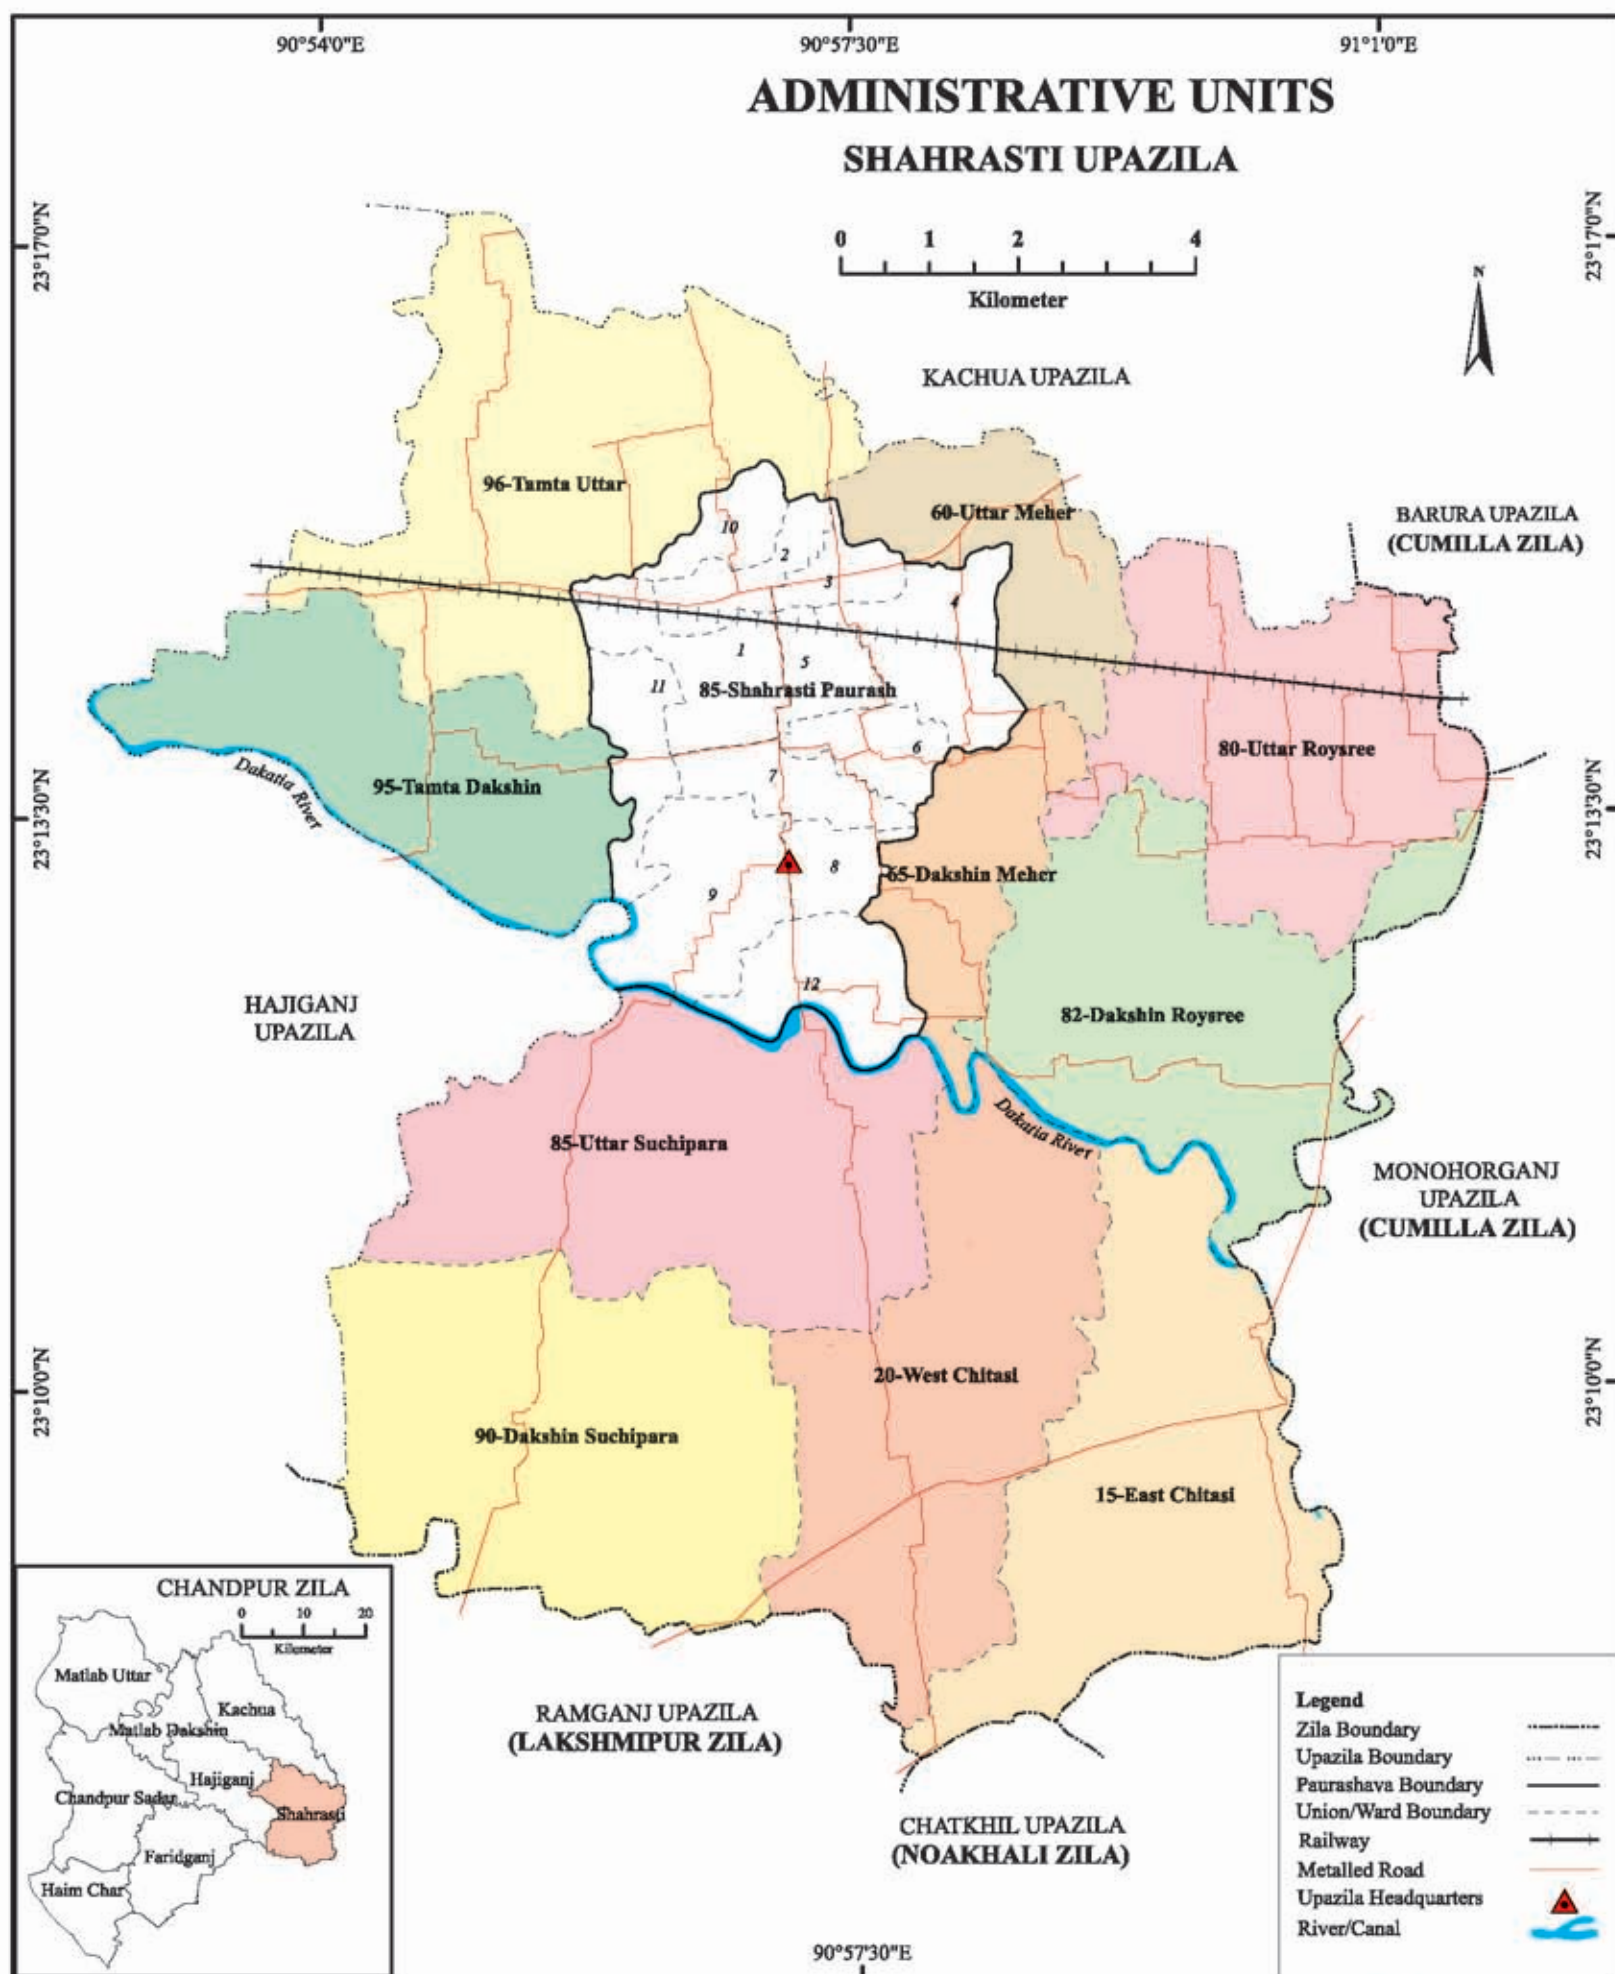 90°54'0"E
90°57'30"E
91°1'0"E
ADMINISTRATIVE UNITS
SHAHRASTI UPAZILA
23°17'0"N
23°17'0"N
0 1 2 4
Kilometer
N
KACHUA UPAZILA
96-Tamta Uttar
60-Uttar Meher
BARURA UPAZILA
(CUMILLA ZILA)
10
2
3
4
1
5
11
85-Shahrasti Paurash
6
80-Uttar Roysree
7
Dakatia River
95-Tamta Dakshin
23°13'30"N
23°13'30"N
8
65-Dakshin Meher
9
12
HAJIGANJ
UPAZILA
82-Dakshin Roysree
Dakatia River
85-Uttar Suchipara
MONOHORGANJ
UPAZILA
(CUMILLA ZILA)
20-West Chitasi
23°10'0"N
23°10'0"N
90-Dakshin Suchipara
15-East Chitasi
CHANDPUR ZILA
0 10 20
Kilometer
Matlab Uttar
Kachua
Matlab Dakshin
Hajiganj
Chandpur Sadar
Shahrasti
Faridganj
Haim Char
RAMGANJ UPAZILA
(LAKSHMIPUR ZILA)
CHATKHIL UPAZILA
(NOAKHALI ZILA)
Legend
Zila Boundary
Upazila Boundary
Paurashava Boundary
Union/Ward Boundary
Railway
Metalled Road
Upazila Headquarters
River/Canal
90°57'30"E